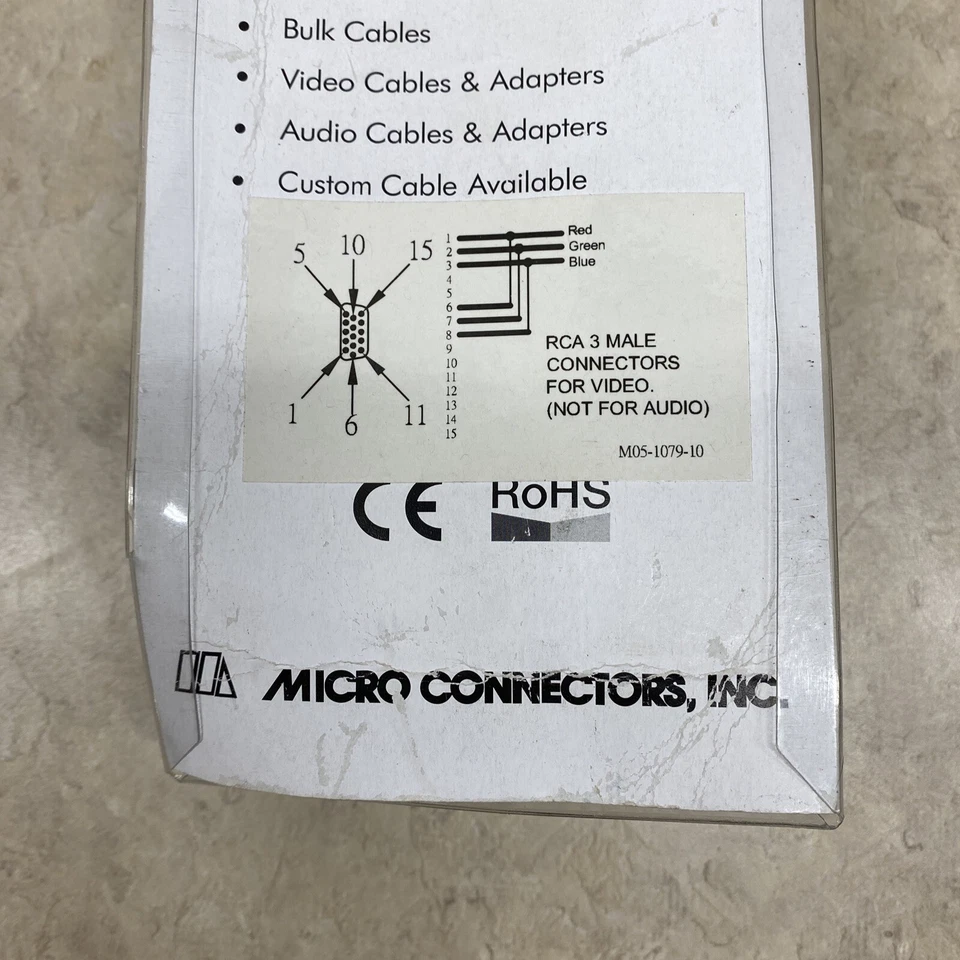 • Bulk Cables
• Video Cables & Adapters
• Audio Cables & Adapters
• Custom Cable Available
5 10 15
1 6 11
1 Red
2 Green
3 Blue
4
5
6
7
8
9
10
11
12
13
14
15
RCA 3 MALE
CONNECTORS
FOR VIDEO.
(NOT FOR AUDIO)
M05-1079-10
CE RoHS
MICRO CONNECTORS, INC.